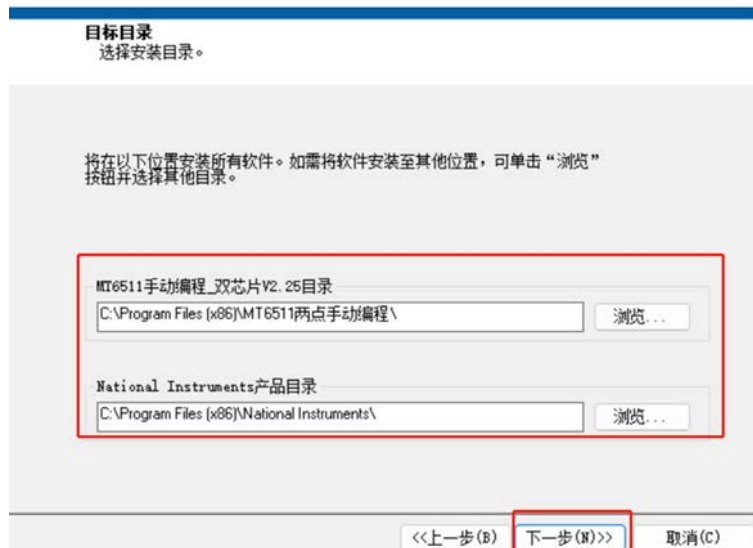 目标目录
选择安装目录。
将在以下位置安装所有软件。如需将软件安装至其他位置，可单击“浏览”
按钮并选择其他目录。
MT6511手动编程_双芯片V2.25目录
C:\Program Files (x86)\MT6511两点手动编程\
浏览...
National Instruments产品目录
C:\Program Files (x86)\National Instruments\
浏览...
<<上一步(B)
下一步(N)>>
取消(C)